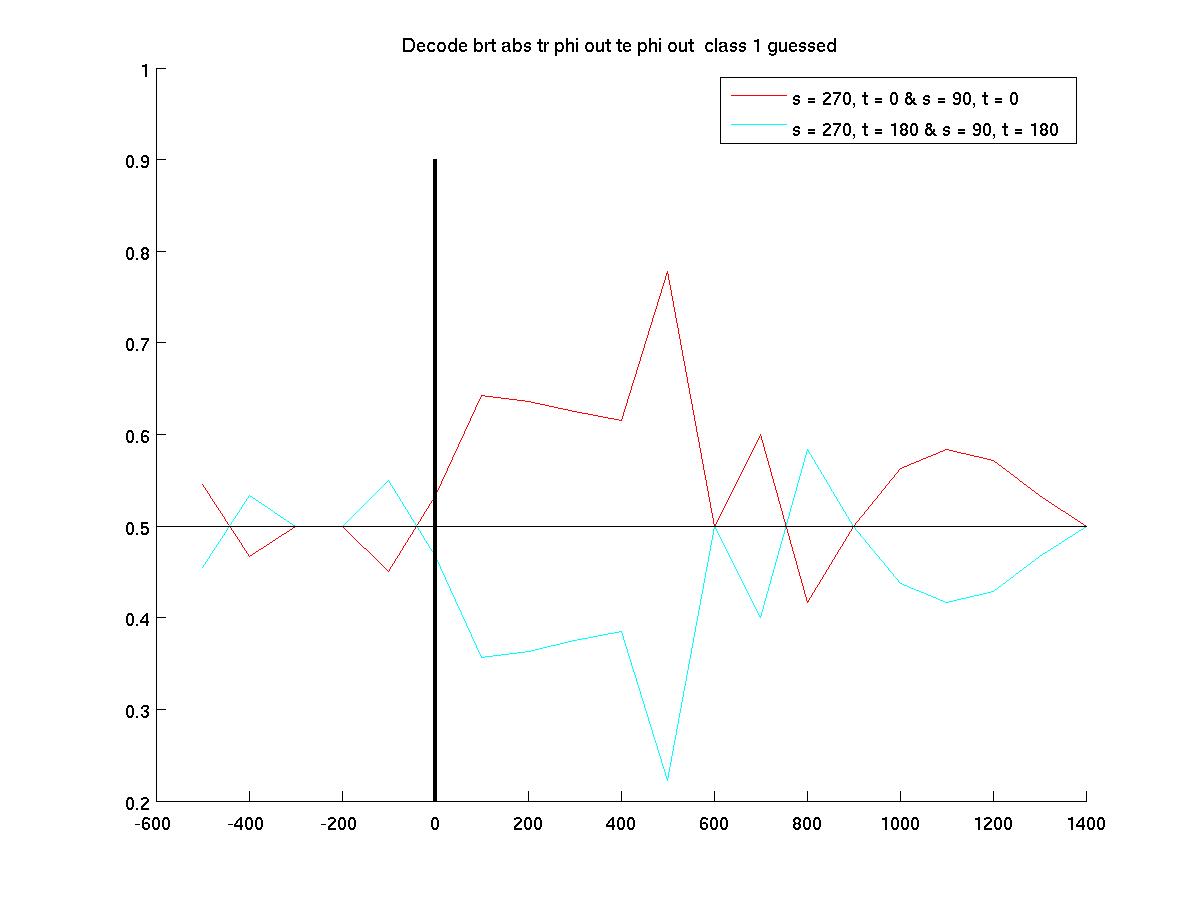 Decode brt abs tr phi out te phi out  class 1 guessed
s = 270, t = 0 & s = 90, t = 0
s = 270, t = 180 & s = 90, t = 180
1
0.9
0.8
0.7
0.6
0.5
0.4
0.3
0.2
-600 -400 -200 0 200 400 600 800 1000 1200 1400